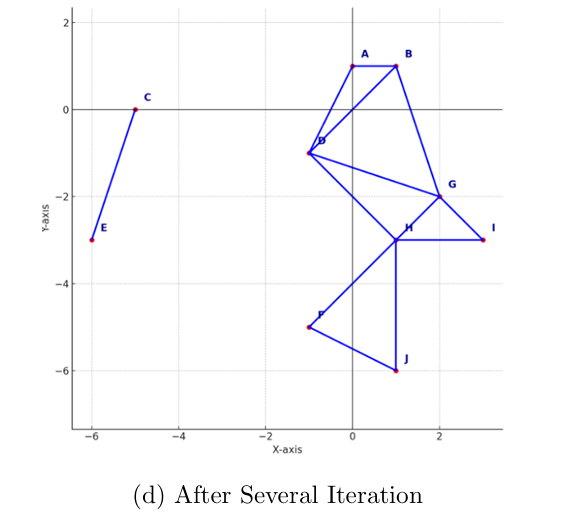 2
A
B
C
0
D
−2
G
Y-axis
E
H
I
−4
F
J
−6
−6
−4
−2
0
2
X-axis
(d) After Several Iteration